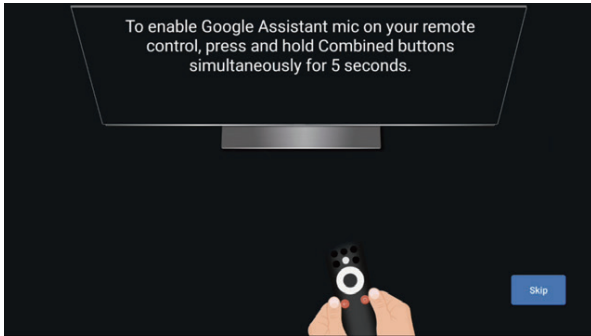 To enable Google Assistant mic on your remote
control, press and hold Combined buttons
simultaneously for 5 seconds.
Skip